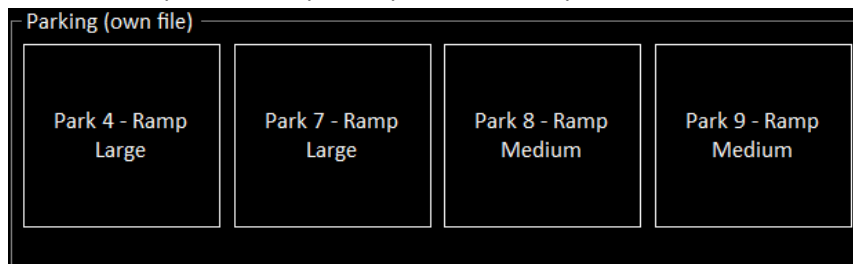 Parking (own file)
Park 4 - Ramp
Large
Park 7 - Ramp
Large
Park 8 - Ramp
Medium
Park 9 - Ramp
Medium